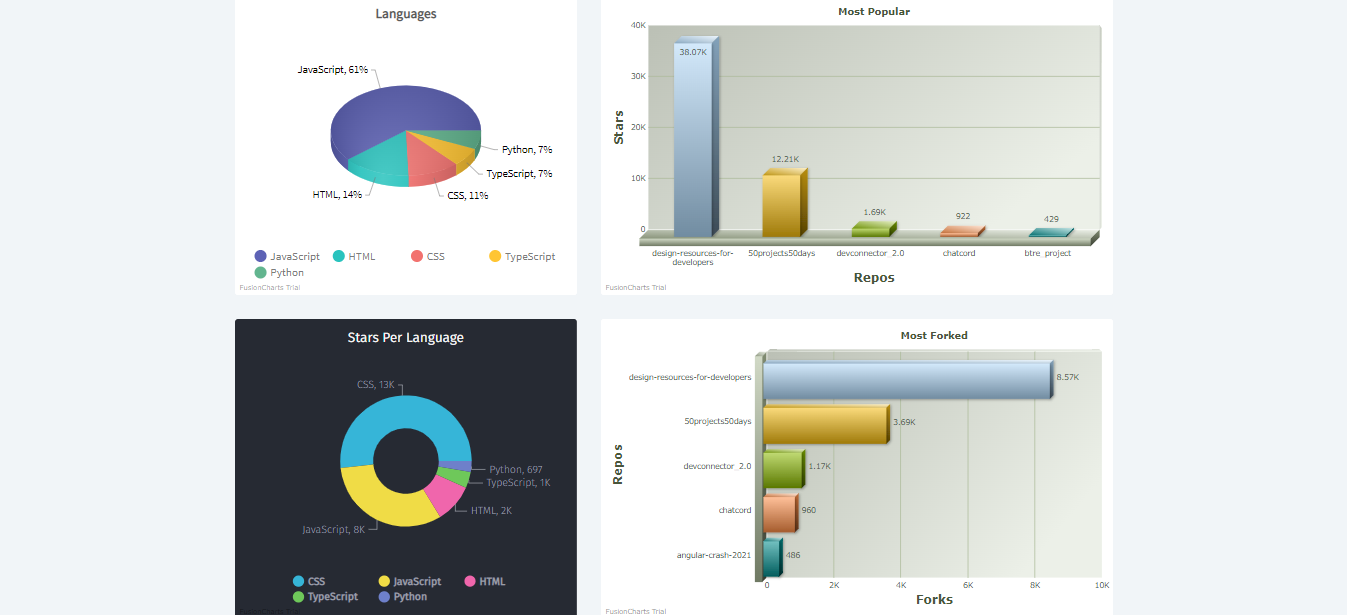 Languages
JavaScript, 61%
Python, 7%
TypeScript, 7%
CSS, 11%
HTML, 14%
JavaScript
HTML
CSS
TypeScript
Python
FusionCharts Trial
Most Popular
Stars
40K
30K
20K
10K
0
38.07K
12.21K
1.69K
922
429
design-resources-for-
developers
50projects50days
devconnector_2.0
chatcord
btre_project
Repos
FusionCharts Trial
Stars Per Language
CSS, 13K
Python, 697
TypeScript, 1K
HTML, 2K
JavaScript, 8K
CSS
JavaScript
HTML
TypeScript
Python
FusionCharts Trial
Most Forked
Repos
design-resources-for-developers
8.57K
50projects50days
3.69K
devconnector_2.0
1.17K
chatcord
960
angular-crash-2021
486
0
2K
4K
6K
8K
10K
Forks
FusionCharts Trial